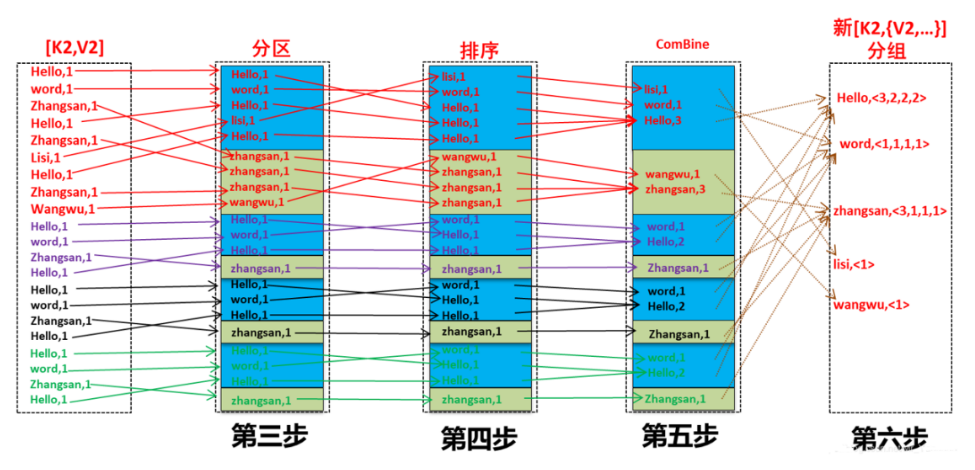 [K2,V2]
Hello,1
word,1
Zhangsan,1
Hello,1
Zhangsan,1
Lisi,1
Hello,1
Zhangsan,1
Wangwu,1
Hello,1
word,1
Zhangsan,1
Hello,1
Hello,1
word,1
Zhangsan,1
Hello,1
Hello,1
word,1
Zhangsan,1
Hello,1
分区
Hello,1
word,1
Hello,1
lisi,1
Hello,1
zhangsan,1
zhangsan,1
zhangsan,1
wangwu,1
Hello,1
word,1
Hello,1
zhangsan,1
Hello,1
word,1
Hello,1
zhangsan,1
Hello,1
word,1
Hello,1
zhangsan,1
第三步
排序
lisi,1
word,1
Hello,1
Hello,1
Hello,1
wangwu,1
zhangsan,1
zhangsan,1
zhangsan,1
word,1
Hello,1
Hello,1
zhangsan,1
word,1
Hello,1
Hello,1
zhangsan,1
word,1
Hello,1
Hello,1
zhangsan,1
第四步
ComBine
lisi,1
word,1
Hello,3
wangwu,1
zhangsan,3
word,1
Hello,2
Zhangsan,1
word,1
Hello,2
Zhangsan,1
word,1
Hello,2
Zhangsan,1
第五步
新[K2,{V2,...}]
分组
Hello,<3,2,2,2>
word,<1,1,1,1>
zhangsan,<3,1,1,1>
lisi,<1>
wangwu,<1>
第六步